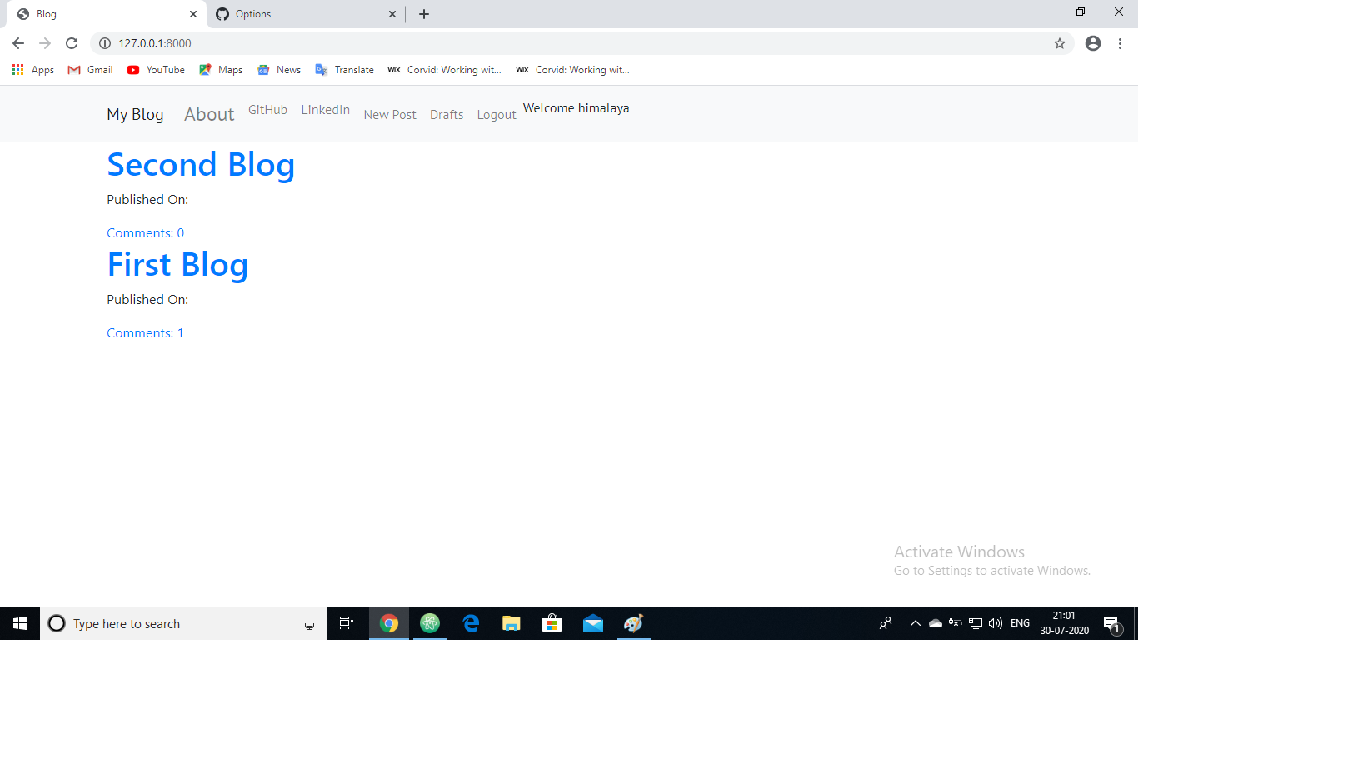 Blog
Options
127.0.0.1:8000
Apps Gmail YouTube Maps News Translate WIX Corvid: Working wit... WIX Corvid: Working wit...
My Blog About GitHub LinkedIn New Post Drafts Logout Welcome himalaya
Second Blog
Published On:
Comments: 0
First Blog
Published On:
Comments: 1
Activate Windows
Go to Settings to activate Windows.
Type here to search
ENG
21:01
30-07-2020
1